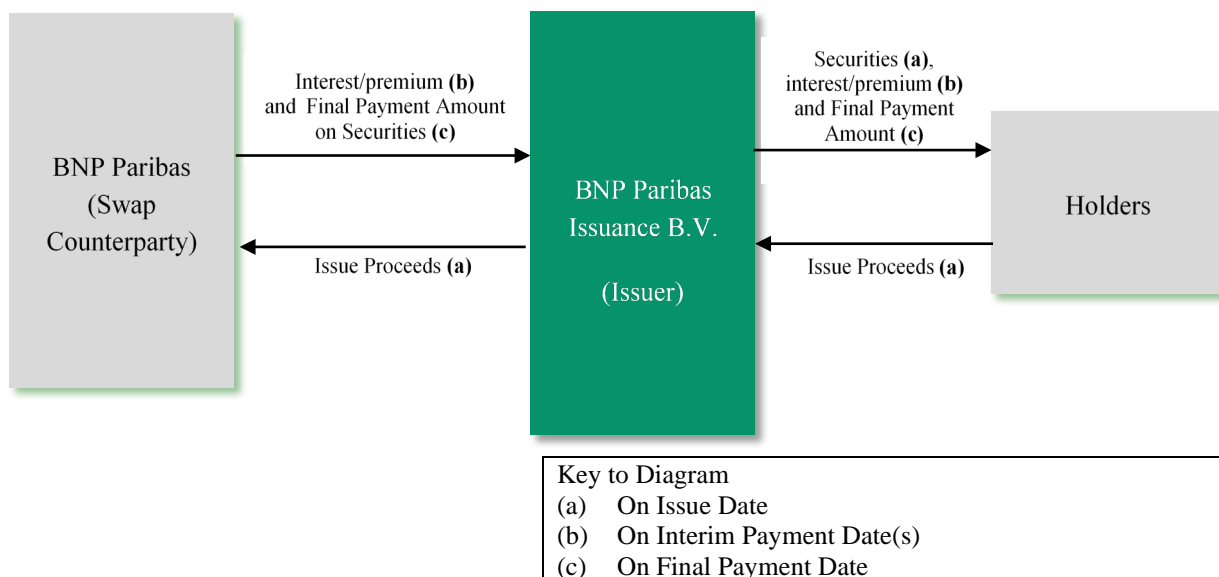 BNP Paribas
(Swap
Counterparty)
Interest/premium (b)
and Final Payment Amount
on Securities (c)
Issue Proceeds (a)
BNP Paribas
Issuance B.V.
(Issuer)
Securities (a),
interest/premium (b)
and Final Payment
Amount (c)
Issue Proceeds (a)
Holders
Key to Diagram
(a) On Issue Date
(b) On Interim Payment Date(s)
(c) On Final Payment Date